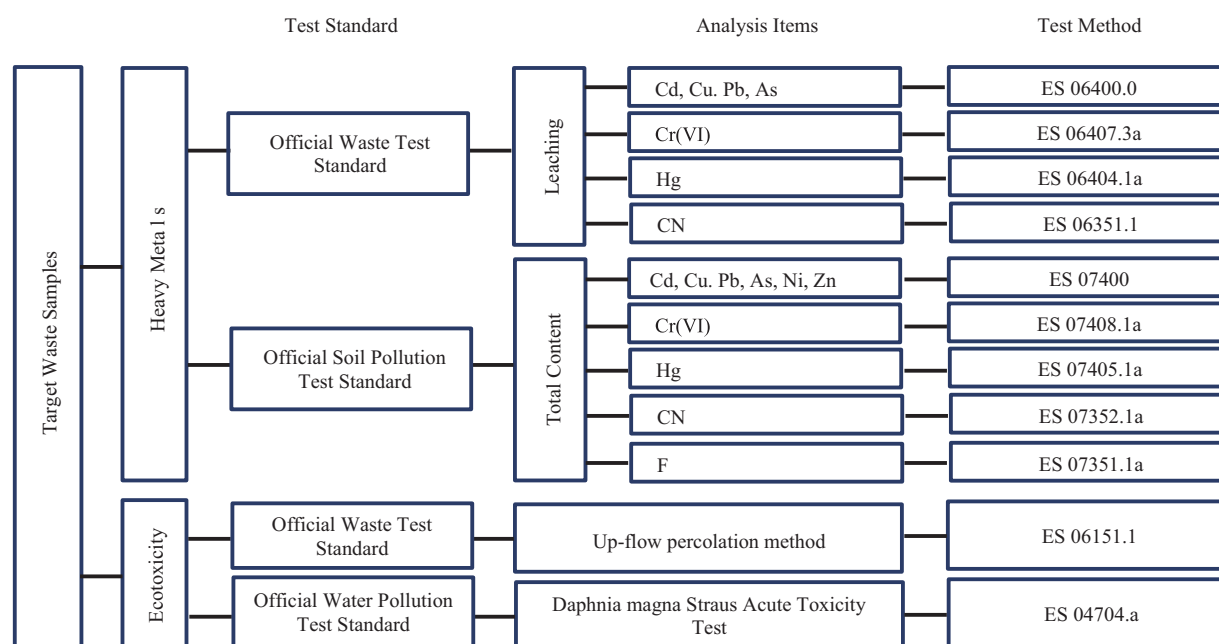 Test Standard
Analysis Items
Test Method
Target Waste Samples
Heavy Meta l s
Official Waste Test
Standard
Leaching
Cd, Cu. Pb, As
ES 06400.0
Cr(VI)
ES 06407.3a
Hg
ES 06404.1a
CN
ES 06351.1
Official Soil Pollution
Test Standard
Total Content
Cd, Cu. Pb, As, Ni, Zn
ES 07400
Cr(VI)
ES 07408.1a
Hg
ES 07405.1a
CN
ES 07352.1a
F
ES 07351.1a
Ecotoxicity
Official Waste Test
Standard
Up-flow percolation method
ES 06151.1
Official Water Pollution
Test Standard
Daphnia magna Straus Acute Toxicity
Test
ES 04704.a